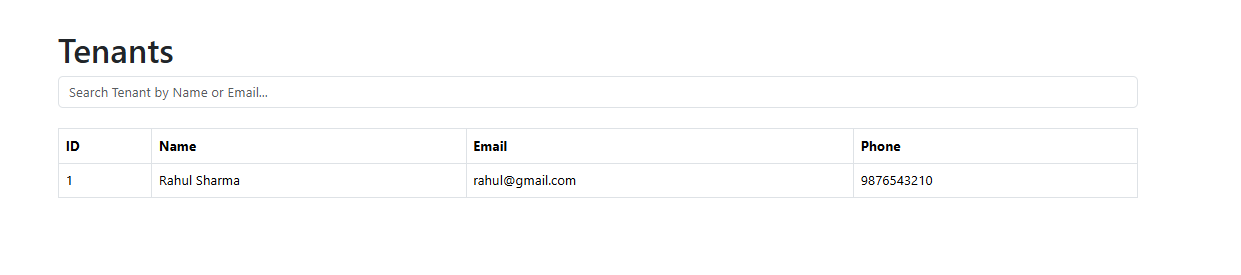 Tenants
Search Tenant by Name or Email...
ID Name Email Phone
1 Rahul Sharma rahul@gmail.com 9876543210